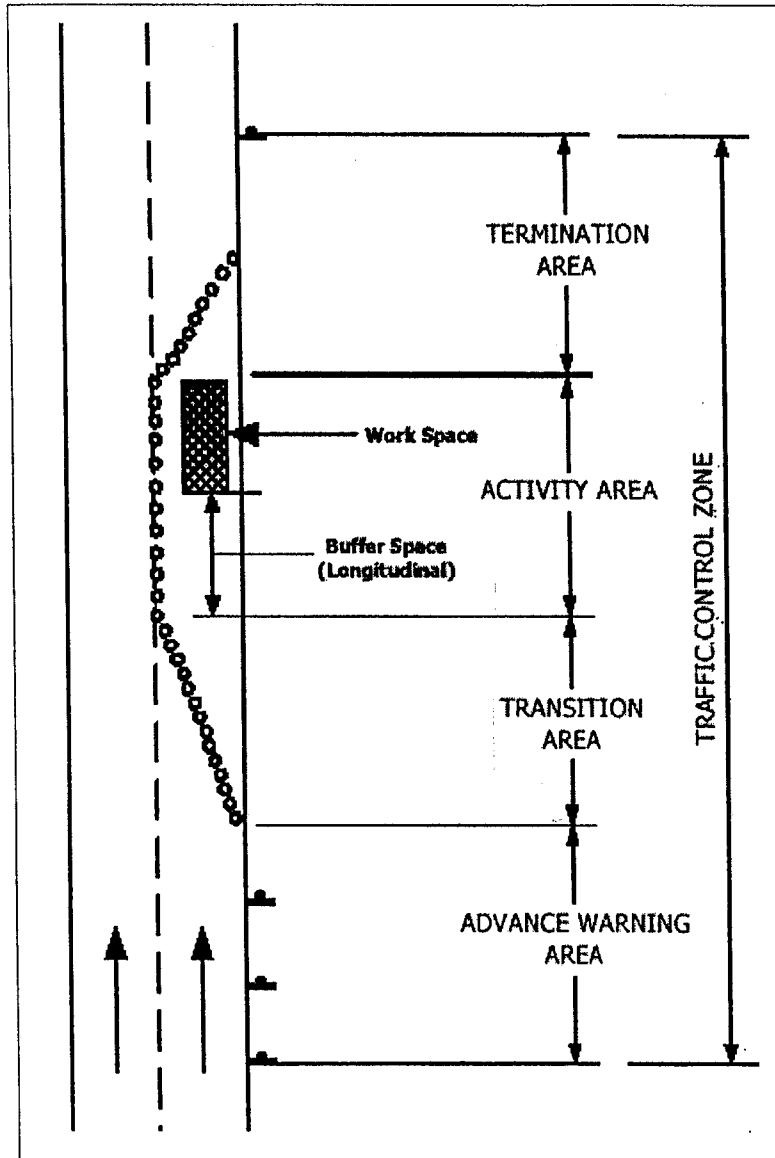 TERMINATION
AREA
Work Space
ACTIVITY AREA
Buffer Space
(Longitudinal)
TRANSITION
AREA
TRAFFIC CONTROL ZONE
ADVANCE WARNING
AREA